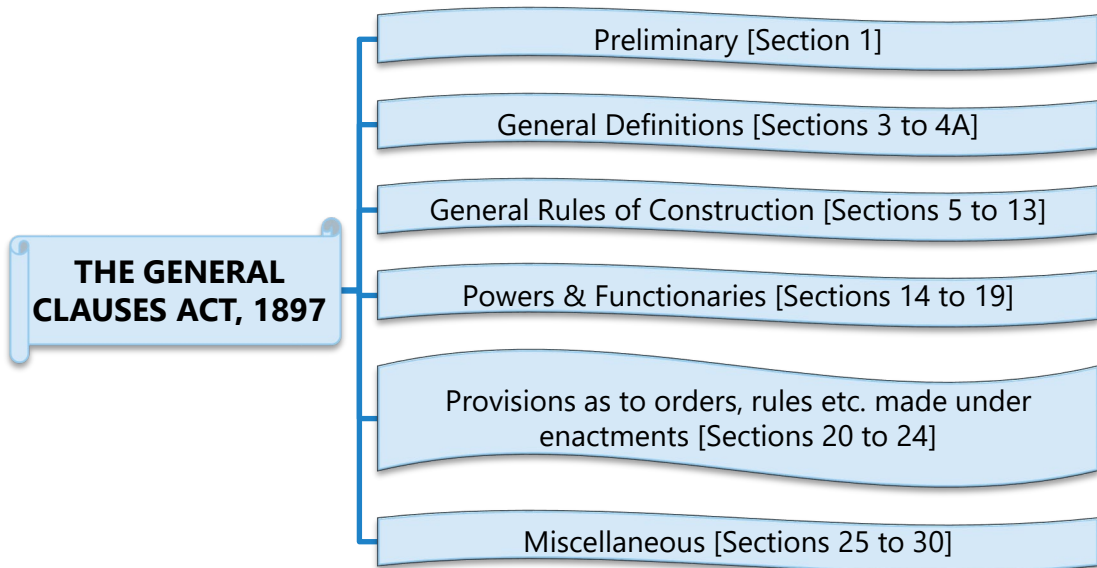 Preliminary [Section 1]
General Definitions [Sections 3 to 4A]
General Rules of Construction [Sections 5 to 13]
THE GENERAL
CLAUSES ACT, 1897
Powers & Functionaries [Sections 14 to 19]
Provisions as to orders, rules etc. made under
enactments [Sections 20 to 24]
Miscellaneous [Sections 25 to 30]